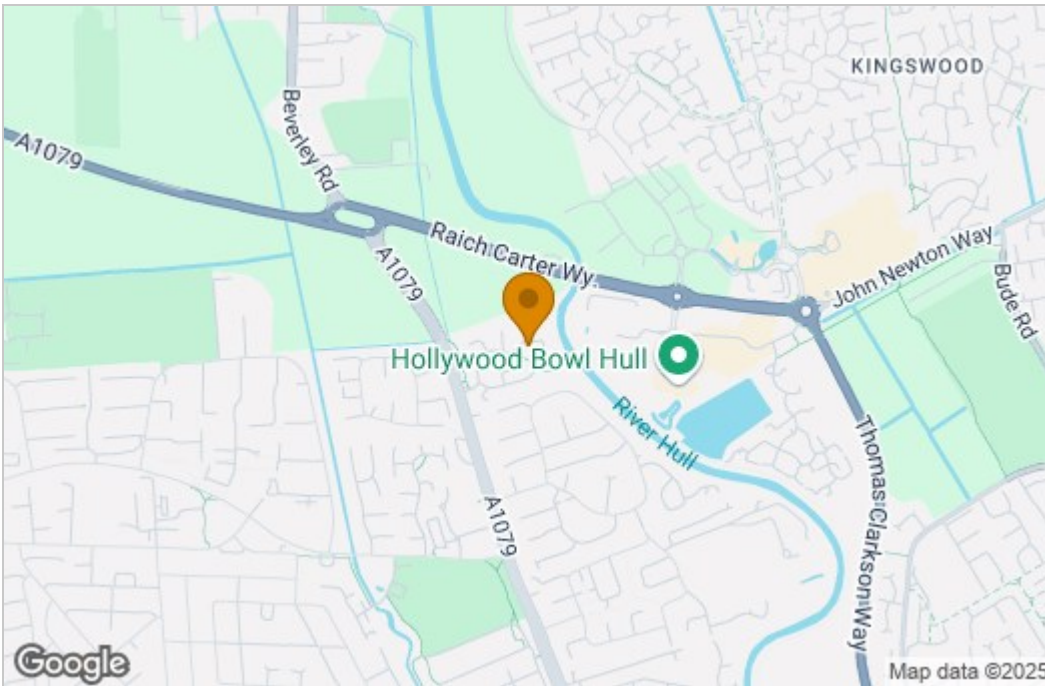 KINGSWOOD
A1079
Beverley Rd
Raich Carter Wy.
John Newton Way
Bude Rd
A1079
Hollywood Bowl Hull
River Hull
Thomas Clarkson Way
A1079
Google
Map data ©2025